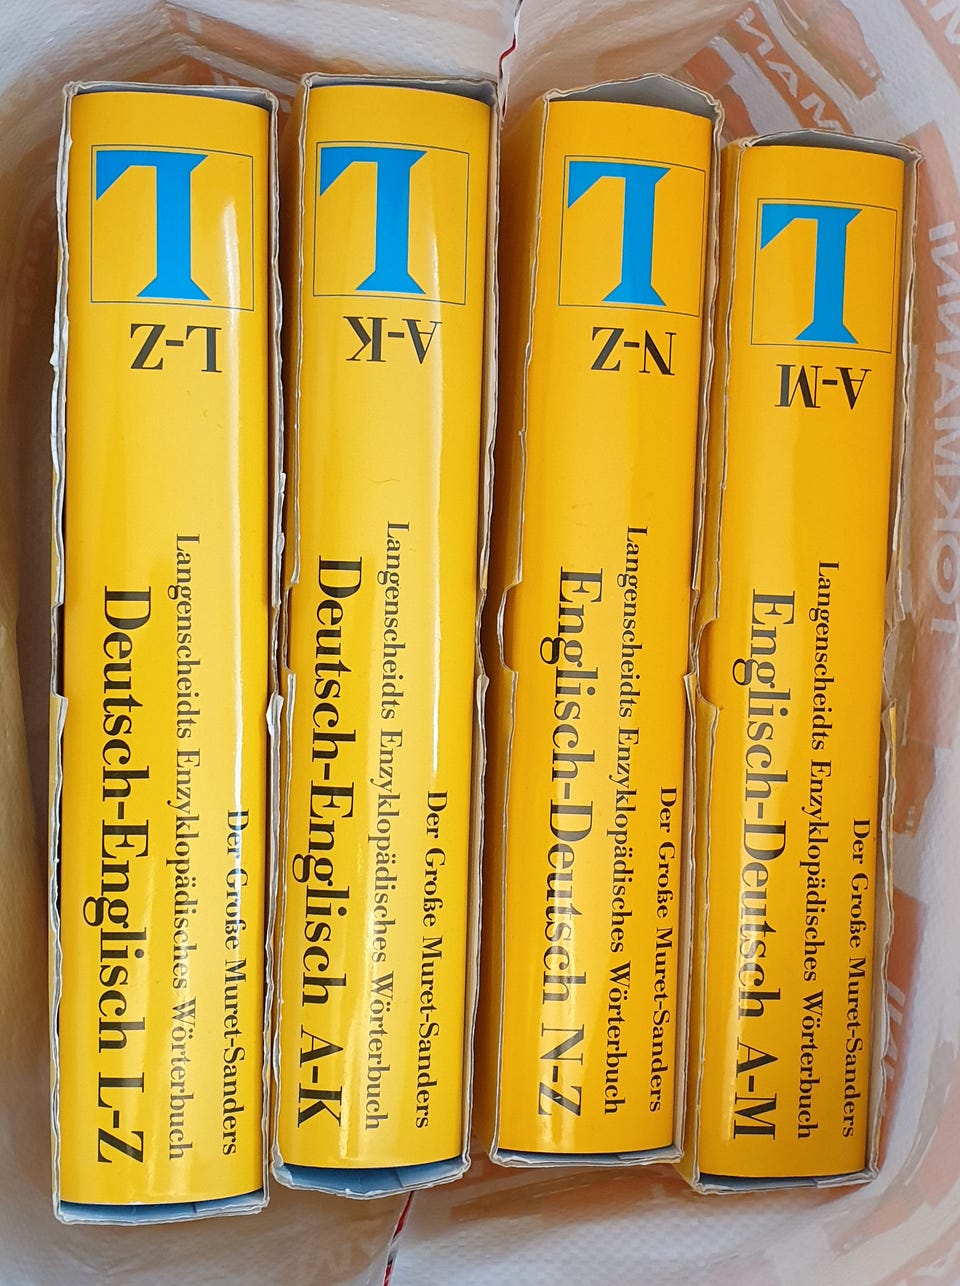 Der Große Muret-Sanders
Langenscheidts Enzyklopädisches Wörterbuch
Englisch-Deutsch A-M
A-M
L
Der Große Muret-Sanders
Langenscheidts Enzyklopädisches Wörterbuch
Englisch-Deutsch N-Z
N-Z
L
Der Große Muret-Sanders
Langenscheidts Enzyklopädisches Wörterbuch
Deutsch-Englisch A-K
A-K
L
Der Große Muret-Sanders
Langenscheidts Enzyklopädisches Wörterbuch
Deutsch-Englisch L-Z
L-Z
L
TOKMANNI